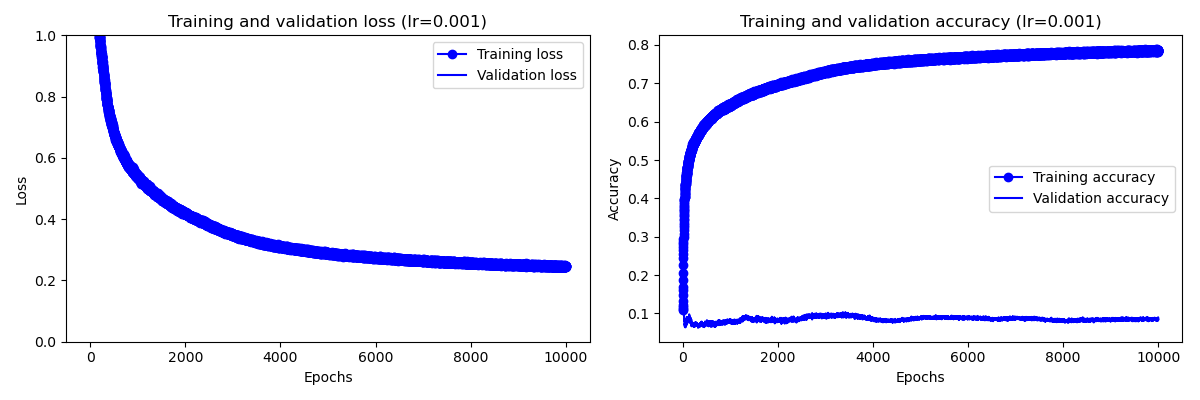 Training and validation loss (lr=0.001)
1.0
0.8
0.6
0.4
0.2
0.0
Loss
Training loss
Validation loss
0 2000 4000 6000 8000 10000
Epochs
Training and validation accuracy (lr=0.001)
0.8
0.7
0.6
0.5
0.4
0.3
0.2
0.1
Accuracy
Training accuracy
Validation accuracy
0 2000 4000 6000 8000 10000
Epochs